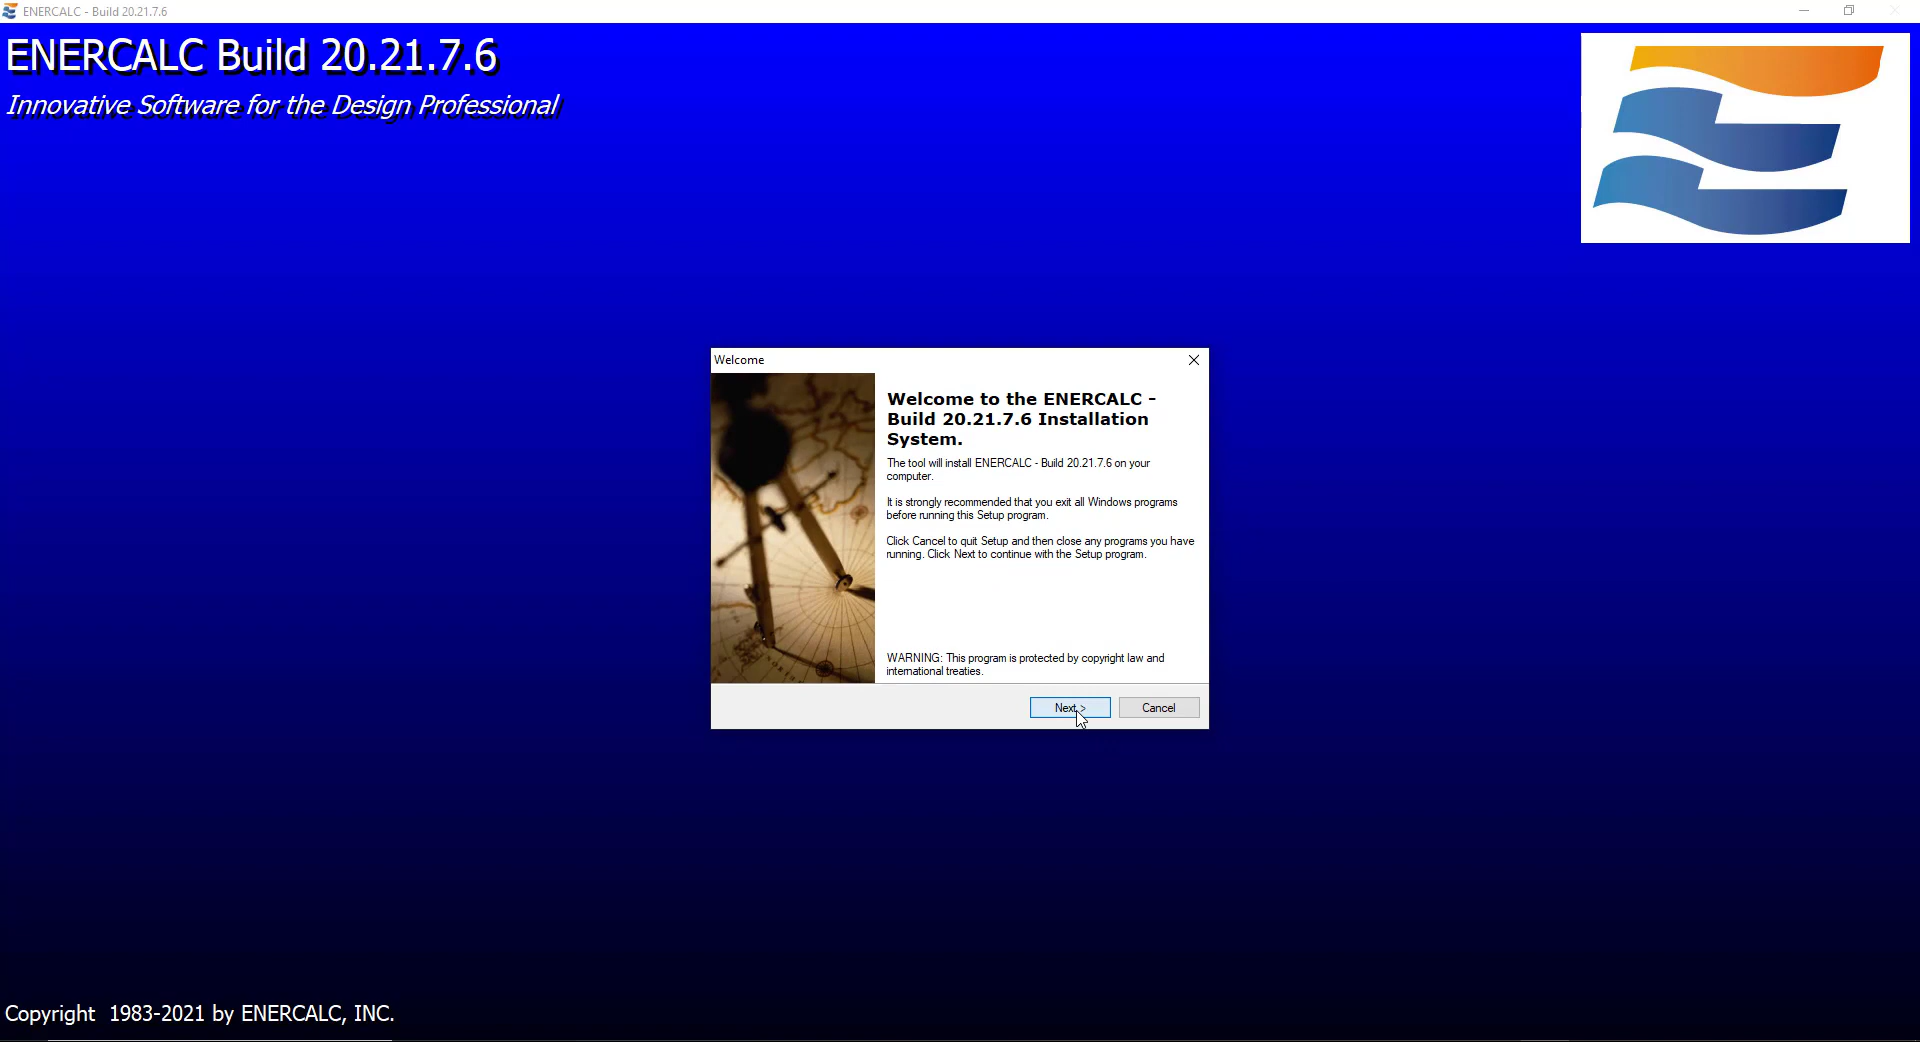 ENERCALC - Build 20.21.7.6
ENERCALC Build 20.21.7.6
Innovative Software for the Design Professional
Welcome
Welcome to the ENERCALC -
Build 20.21.7.6 Installation
System.
The tool will install ENERCALC - Build 20.21.7.6 on your
computer.
It is strongly recommended that you exit all Windows programs
before running this Setup program.
Click Cancel to quit Setup and then close any programs you have
running. Click Next to continue with the Setup program.
WARNING: This program is protected by copyright law and
international treaties.
Next >
Cancel
Copyright 1983-2021 by ENERCALC, INC.